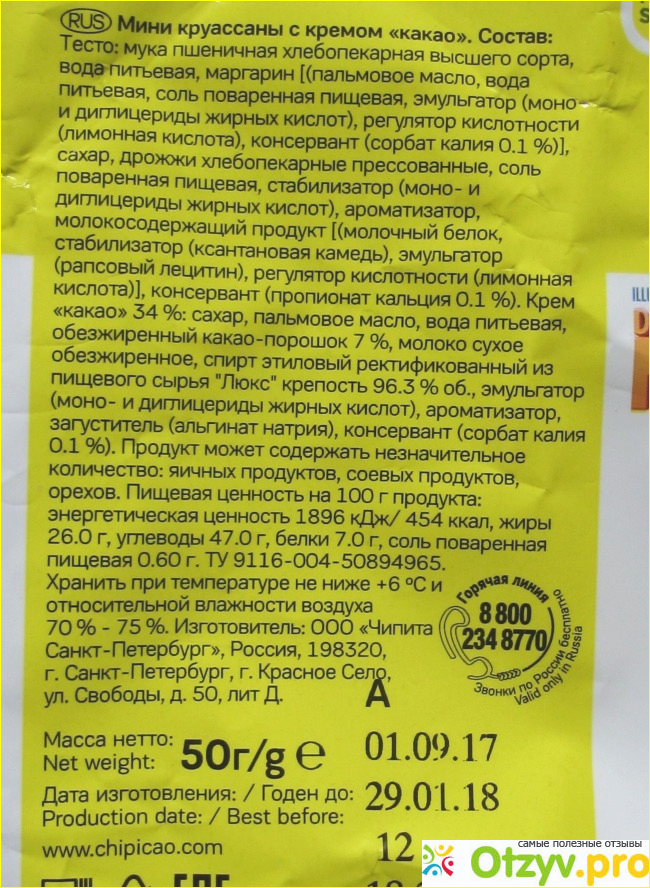 RUS Мини круассаны с кремом «какао». Состав:
Тесто: мука пшеничная хлебопекарная высшего сорта,
вода питьевая, маргарин [(пальмовое масло, вода
питьевая, соль поваренная пищевая, эмульгатор (моно-
и диглицериды жирных кислот), регулятор кислотности
(лимонная кислота), консервант (сорбат калия 0.1 %)],
сахар, дрожжи хлебопекарные прессованные, соль
поваренная пищевая, стабилизатор (моно- и
диглицериды жирных кислот), ароматизатор,
молокосодержащий продукт [(молочный белок,
стабилизатор (ксантановая камедь), эмульгатор
(рапсовый лецитин), регулятор кислотности (лимонная
кислота)], консервант (пропионат кальция 0.1 %). Крем
«какао» 34 %: сахар, пальмовое масло, вода питьевая,
обезжиренный какао-порошок 7 %, молоко сухое
обезжиренное, спирт этиловый ректификованный из
пищевого сырья "Люкс" крепость 96.3 % об., эмульгатор
(моно- и диглицериды жирных кислот), ароматизатор,
загуститель (альгинат натрия), консервант (сорбат калия
0.1 %). Продукт может содержать незначительное
количество: яичных продуктов, соевых продуктов,
орехов. Пищевая ценность на 100 г продукта:
энергетическая ценность 1896 кДж/ 454 ккал, жиры
26.0 г, углеводы 47.0 г, белки 7.0 г, соль поваренная
пищевая 0.60 г. ТУ 9116-004-50894965.
Хранить при температуре не ниже +6 ºС и
относительной влажности воздуха
70 % - 75 %. Изготовитель: ООО «Чипита
Санкт-Петербург», Россия, 198320,
г. Санкт-Петербург, г. Красное Село,
ул. Свободы, д. 50, лит Д.
Горячая линия
8 800
234 8770
Звонки по России бесплатно
Valid only in Russia
A
Масса нетто:
Net weight: 50г/g e
01.09.17
Дата изготовления: / Годен до: 29.01.18
Production date: / Best before:
www.chipicao.com
12
самые полезные отзывы
Otzyv.pro